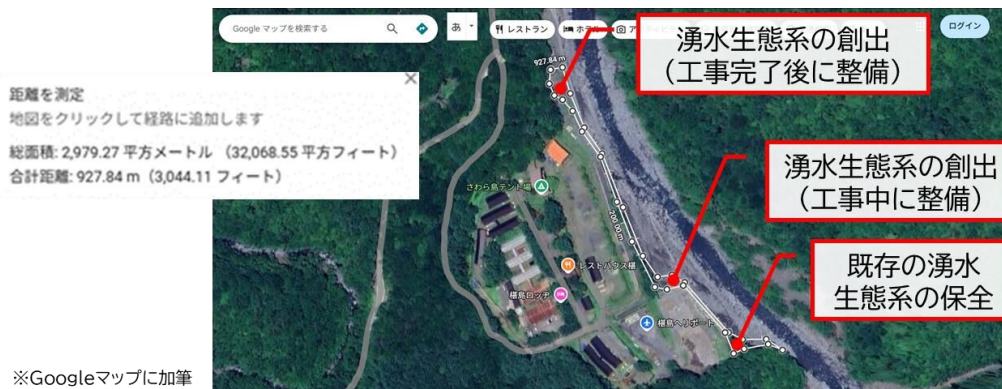 Google マップを検索する
あ
レストラン
ホテル
ログイン
湧水生態系の創出
（工事完了後に整備）
距離を測定
地図をクリックして経路に追加します
総面積: 2,979.27 平方メートル （32,068.55 平方フィート）
合計距離: 927.84 m（3,044.11 フィート）
927.84 m
湧水生態系の創出
（工事中に整備）
さわら島テント場
200.00 m
レストハウス椹
椹島ロッヂ
既存の湧水
生態系の保全
椹島ヘリポート
※Googleマップに加筆